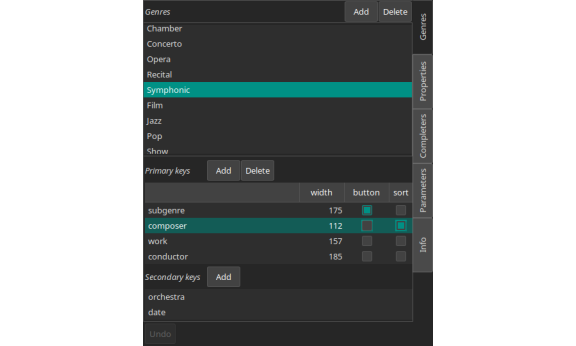 Genres Add Delete
Chamber
Concerto
Opera
Recital
Symphonic
Film
Jazz
Pop
Show
Primary keys Add Delete
width button sort
subgenre 175
composer 112
work 157
conductor 185
Secondary keys Add
orchestra
date
Undo
Genres
Properties
Completers
Parameters
Info